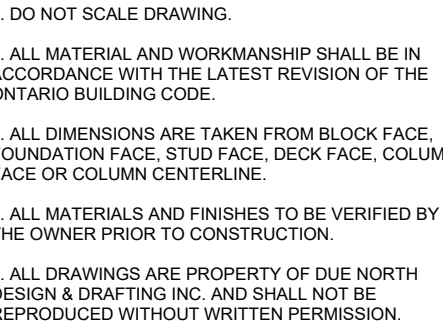 . DO NOT SCALE DRAWING.
. ALL MATERIAL AND WORKMANSHIP SHALL BE IN
ACCORDANCE WITH THE LATEST REVISION OF THE
ONTARIO BUILDING CODE.
. ALL DIMENSIONS ARE TAKEN FROM BLOCK FACE,
FOUNDATION FACE, STUD FACE, DECK FACE, COLUM
FACE OR COLUMN CENTERLINE.
. ALL MATERIALS AND FINISHES TO BE VERIFIED BY
THE OWNER PRIOR TO CONSTRUCTION.
. ALL DRAWINGS ARE PROPERTY OF DUE NORTH
DESIGN & DRAFTING INC. AND SHALL NOT BE
REPRODUCED WITHOUT WRITTEN PERMISSION.